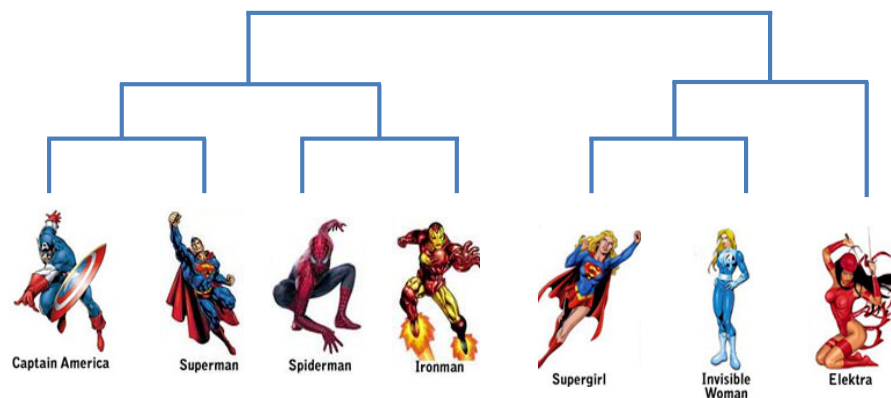 Captain America
Superman
Spiderman
Ironman
Supergirl
Invisible
Woman
Elektra